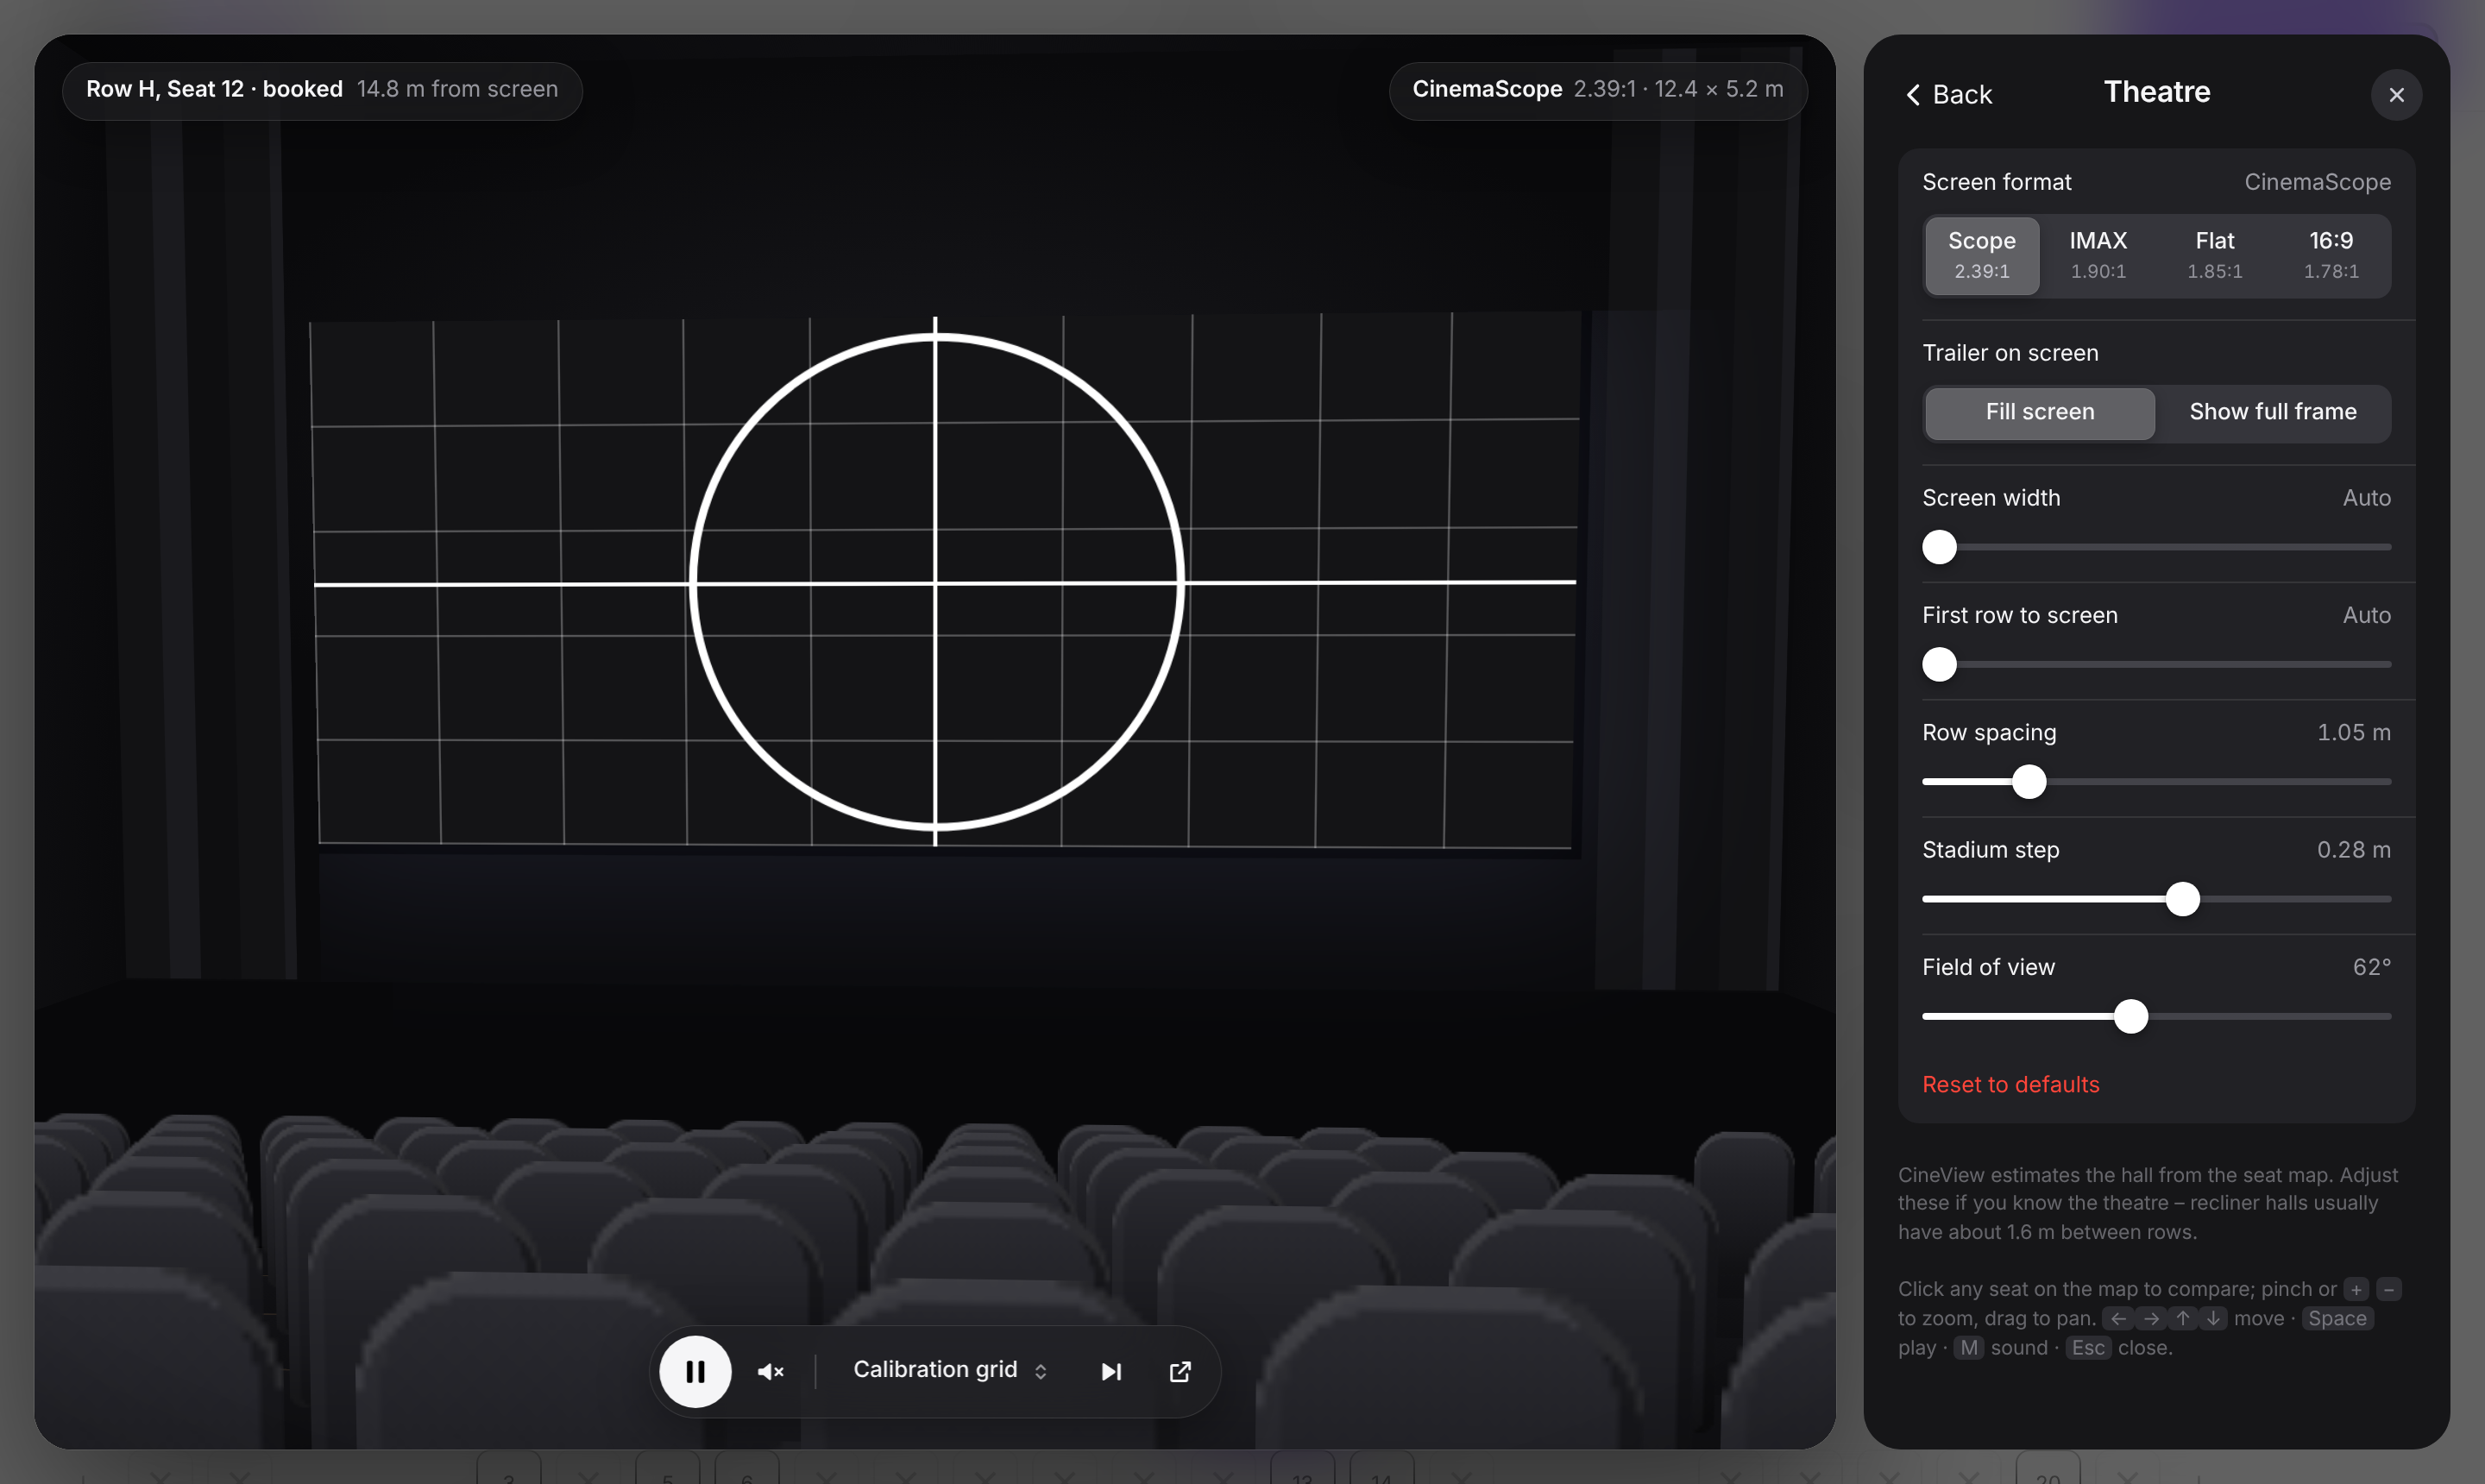 Row H, Seat 12 · booked 14.8 m from screen
CinemaScope 2.39:1 · 12.4 × 5.2 m
Calibration grid
3 5 6 13 14 20
Back
Theatre
Screen format CinemaScope
Scope IMAX Flat 16:9
2.39:1 1.90:1 1.85:1 1.78:1
Trailer on screen
Fill screen Show full frame
Screen width Auto
First row to screen Auto
Row spacing 1.05 m
Stadium step 0.28 m
Field of view 62°
Reset to defaults
CineView estimates the hall from the seat map. Adjust
these if you know the theatre – recliner halls usually
have about 1.6 m between rows.
Click any seat on the map to compare; pinch or + −
to zoom, drag to pan. ← → ↑ ↓ move · Space
play · M sound · Esc close.